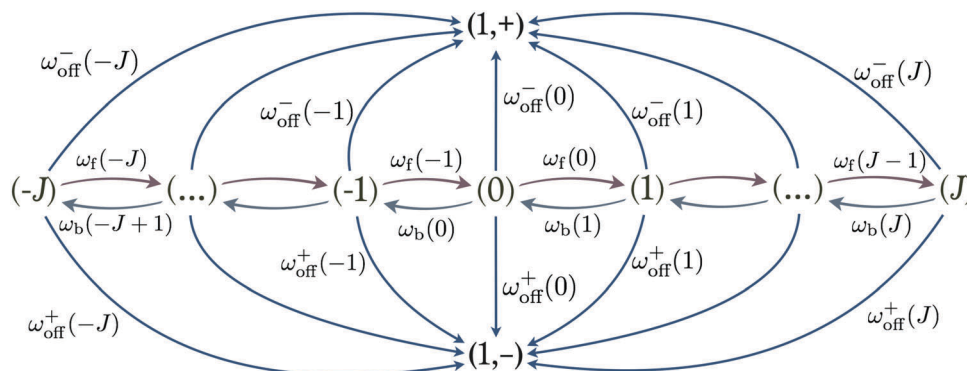 (1,+)
ω⁻off(-J) ω⁻off(-1) ω⁻off(0) ω⁻off(1) ω⁻off(J)
ωf(-J) ωf(-1) ωf(0) ωf(J-1)
(-J) (...) (-1) (0) (1) (...) (J)
ωb(-J+1) ωb(0) ωb(1) ωb(J)
ω⁺off(-J) ω⁺off(-1) ω⁺off(0) ω⁺off(1) ω⁺off(J)
(1,-)